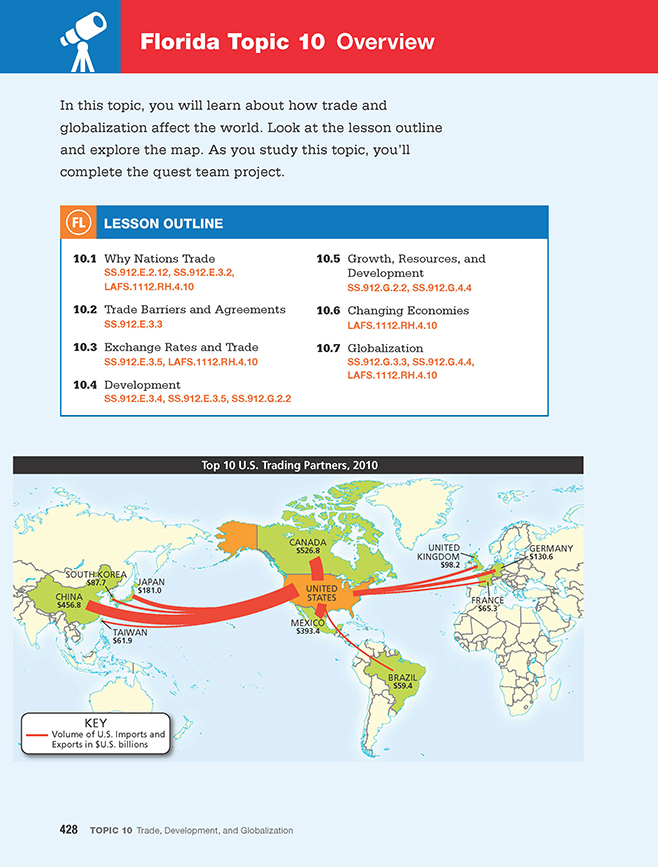 Florida Topic 10 Overview
In this topic, you will learn about how trade and
globalization affect the world. Look at the lesson outline
and explore the map. As you study this topic, you’ll
complete the quest team project.
FL LESSON OUTLINE
10.1 Why Nations Trade
SS.912.E.2.12, SS.912.E.3.2,
LAFS.1112.RH.4.10
10.2 Trade Barriers and Agreements
SS.912.E.3.3
10.3 Exchange Rates and Trade
SS.912.E.3.5, LAFS.1112.RH.4.10
10.4 Development
SS.912.E.3.4, SS.912.E.3.5, SS.912.G.2.2
10.5 Growth, Resources, and
Development
SS.912.G.2.2, SS.912.G.4.4
10.6 Changing Economies
LAFS.1112.RH.4.10
10.7 Globalization
SS.912.G.3.3, SS.912.G.4.4,
LAFS.1112.RH.4.10
Top 10 U.S. Trading Partners, 2010
CANADA
$526.8
UNITED
KINGDOM
$98.2
GERMANY
$130.6
SOUTH KOREA
$87.7
JAPAN
$181.0
CHINA
$456.8
UNITED
STATES
FRANCE
$65.3
MEXICO
$393.4
TAIWAN
$61.9
BRAZIL
$59.4
KEY
Volume of U.S. Imports and
Exports in $U.S. billions
428 TOPIC 10 Trade, Development, and Globalization